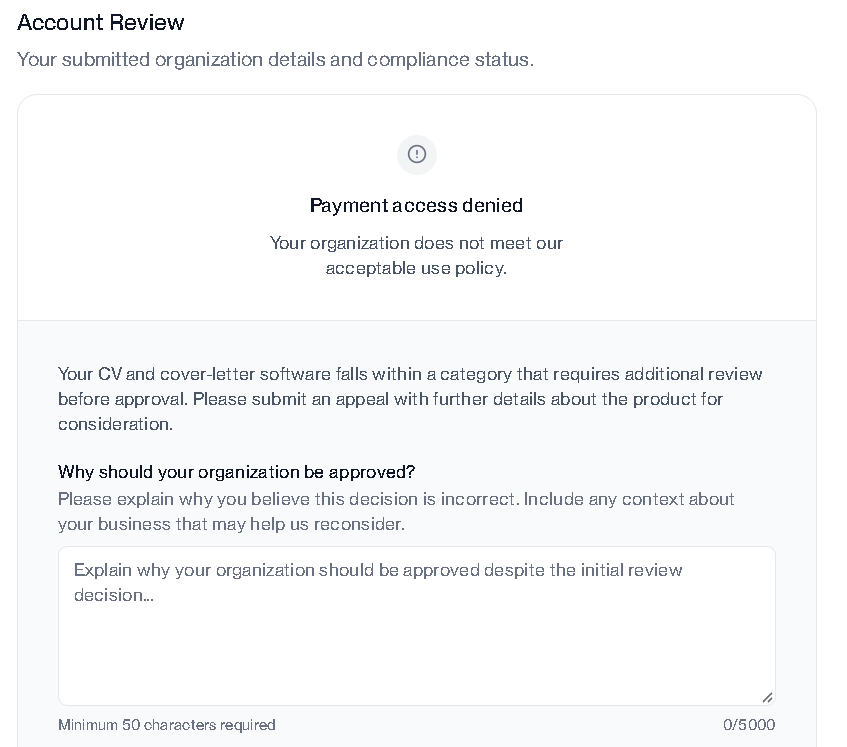 Account Review
Your submitted organization details and compliance status.
Payment access denied
Your organization does not meet our
acceptable use policy.
Your CV and cover-letter software falls within a category that requires additional review
before approval. Please submit an appeal with further details about the product for
consideration.
Why should your organization be approved?
Please explain why you believe this decision is incorrect. Include any context about
your business that may help us reconsider.
Explain why your organization should be approved despite the initial review
decision...
Minimum 50 characters required
0/5000